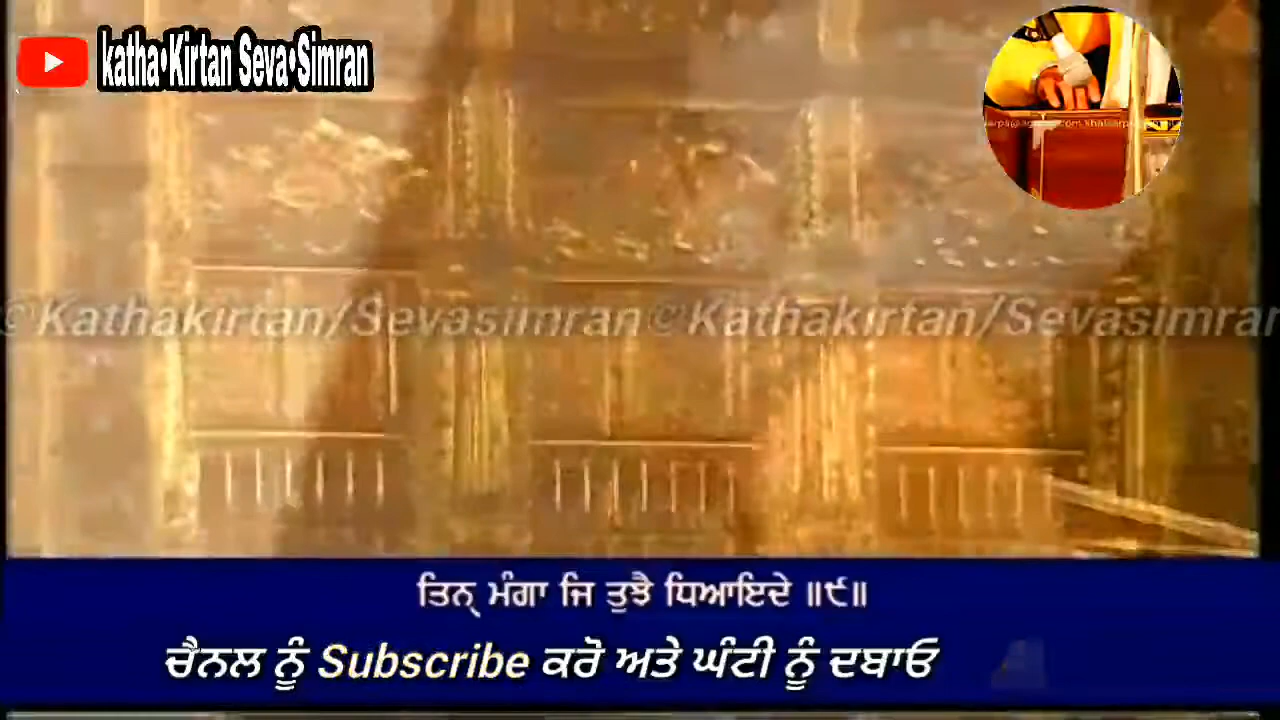 katha•Kirtan Seva•Simran
©Kathakirtan/Sevasimran©Kathakirtan/Sevasimran
ਤਿਨ੍ ਮੰਗਾ ਜਿ ਤੁਝੈ ਧਿਆਇਦੇ ॥੯॥
ਚੈਨਲ ਨੂੰ Subscribe ਕਰੋ ਅਤੇ ਘੰਟੀ ਨੂੰ ਦਬਾਓ